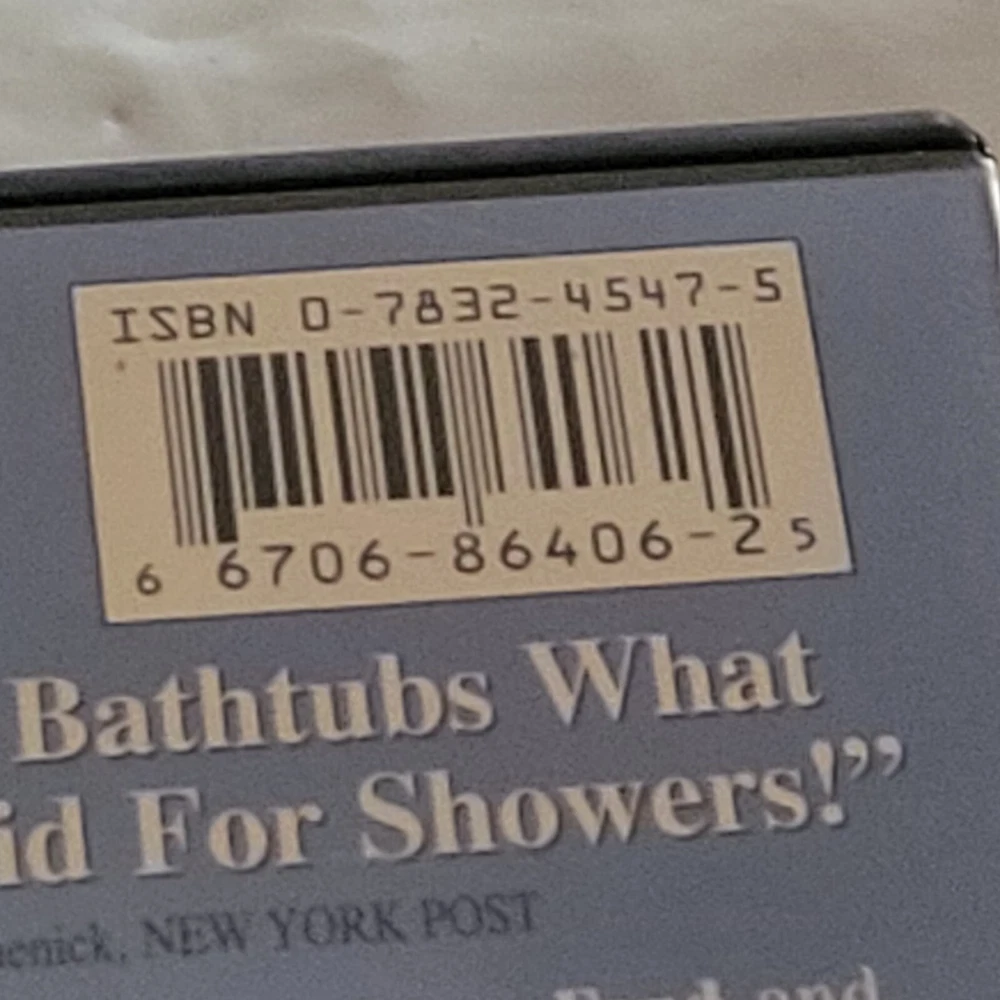 ISBN 0-7832-4547-5
6 6706-86406-2 5
Bathtubs What
id For Showers!”
enick, NEW YORK POST
and